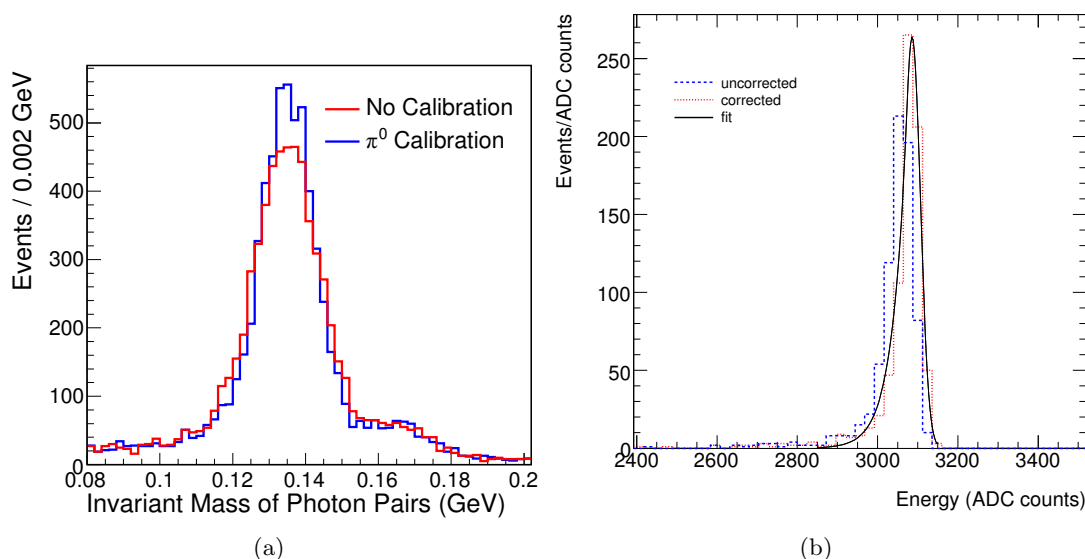 Events / 0.002 GeV
500
400
300
200
100
0
No Calibration
π⁰ Calibration
0.08 0.1 0.12 0.14 0.16 0.18 0.2
Invariant Mass of Photon Pairs (GeV)
(a)
Events/ADC counts
250
200
150
100
50
0
uncorrected
corrected
fit
2400 2600 2800 3000 3200 3400
Energy (ADC counts)
(b)